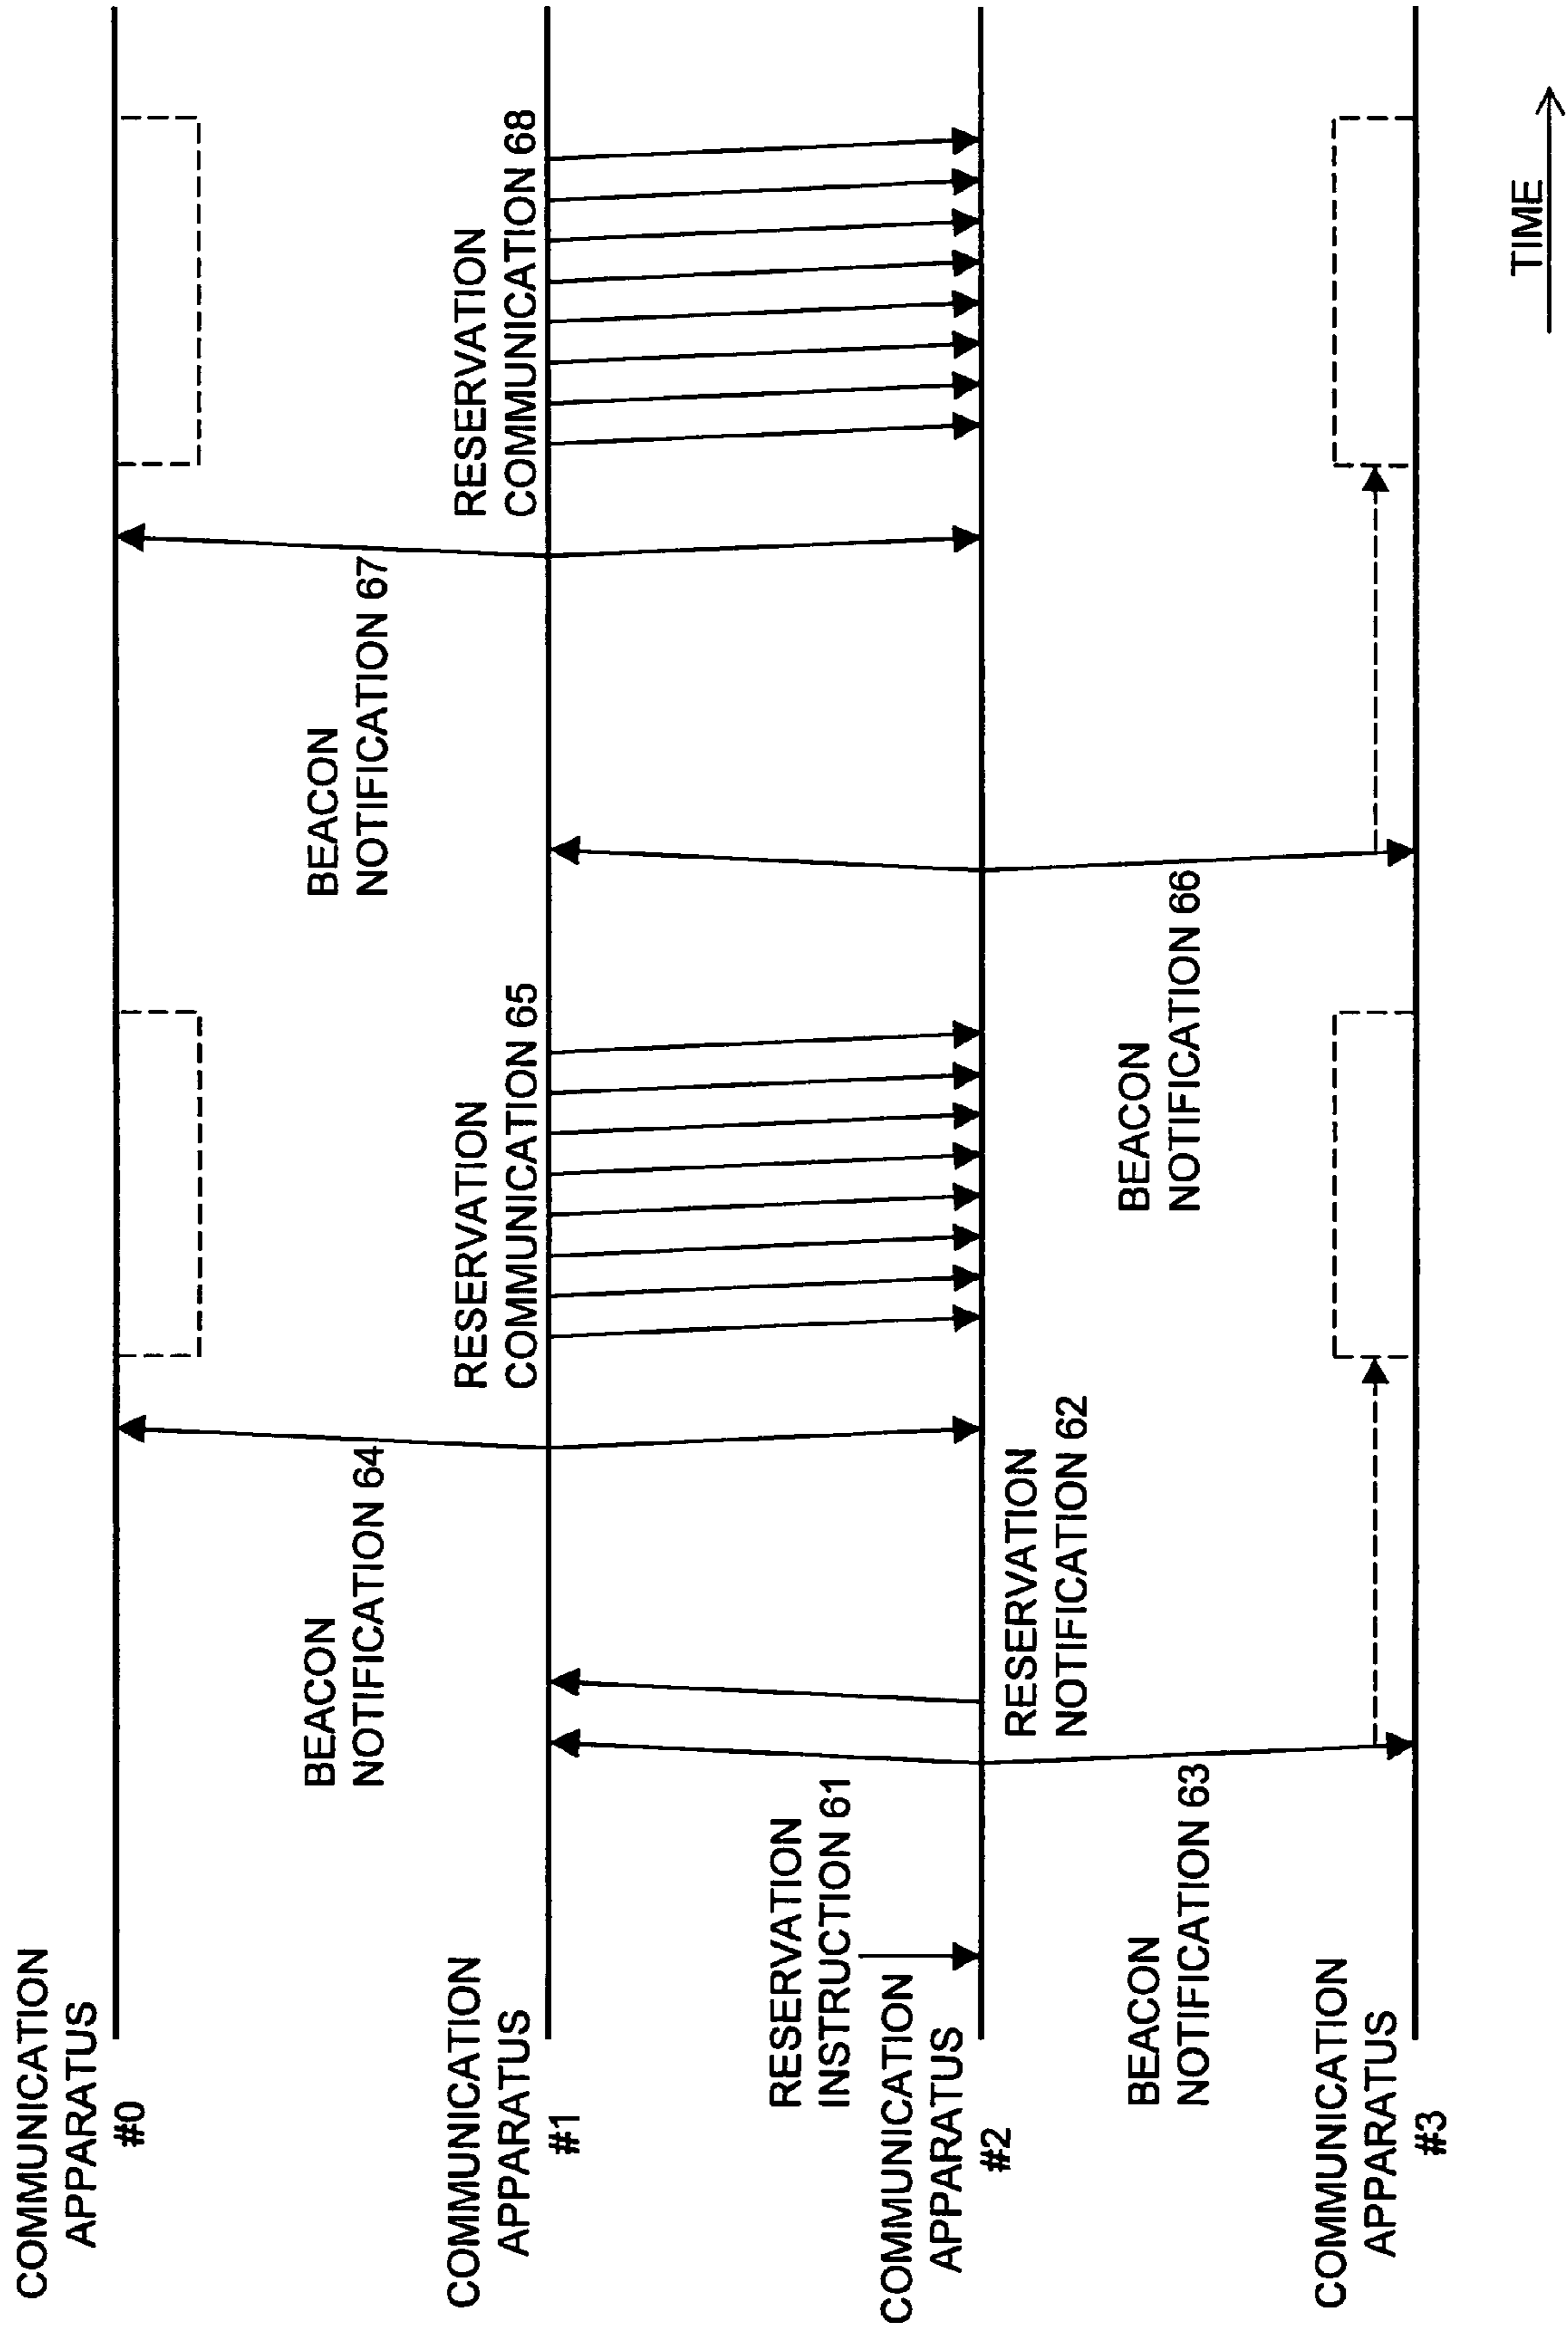 COMMUNICATION
APPARATUS
#0
BEACON
NOTIFICATION 64
BEACON
NOTIFICATION 67
COMMUNICATION
APPARATUS
#1
RESERVATION
COMMUNICATION 65
RESERVATION
COMMUNICATION 68
RESERVATION
INSTRUCTION 61
COMMUNICATION
APPARATUS
#2
RESERVATION
NOTIFICATION 62
BEACON
NOTIFICATION 63
BEACON
NOTIFICATION 66
COMMUNICATION
APPARATUS
#3
TIME